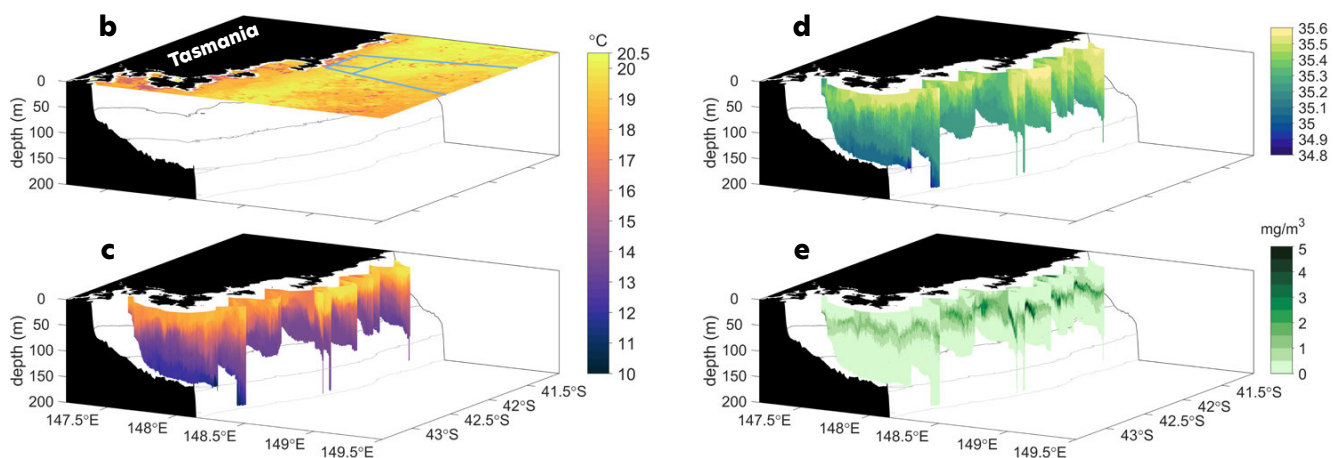 b
Tasmania
depth (m)
0
50
100
150
200
°C
20.5
20
19
18
17
16
15
14
13
12
11
10
d
depth (m)
0
50
100
150
200
35.6
35.5
35.4
35.3
35.2
35.1
35
34.9
34.8
c
depth (m)
0
50
100
150
200
147.5°E
148°E
148.5°E
149°E
149.5°E
43°S
42.5°S
42°S
41.5°S
e
depth (m)
0
50
100
150
200
147.5°E
148°E
148.5°E
149°E
149.5°E
43°S
42.5°S
42°S
41.5°S
mg/m³
5
4
3
2
1
0